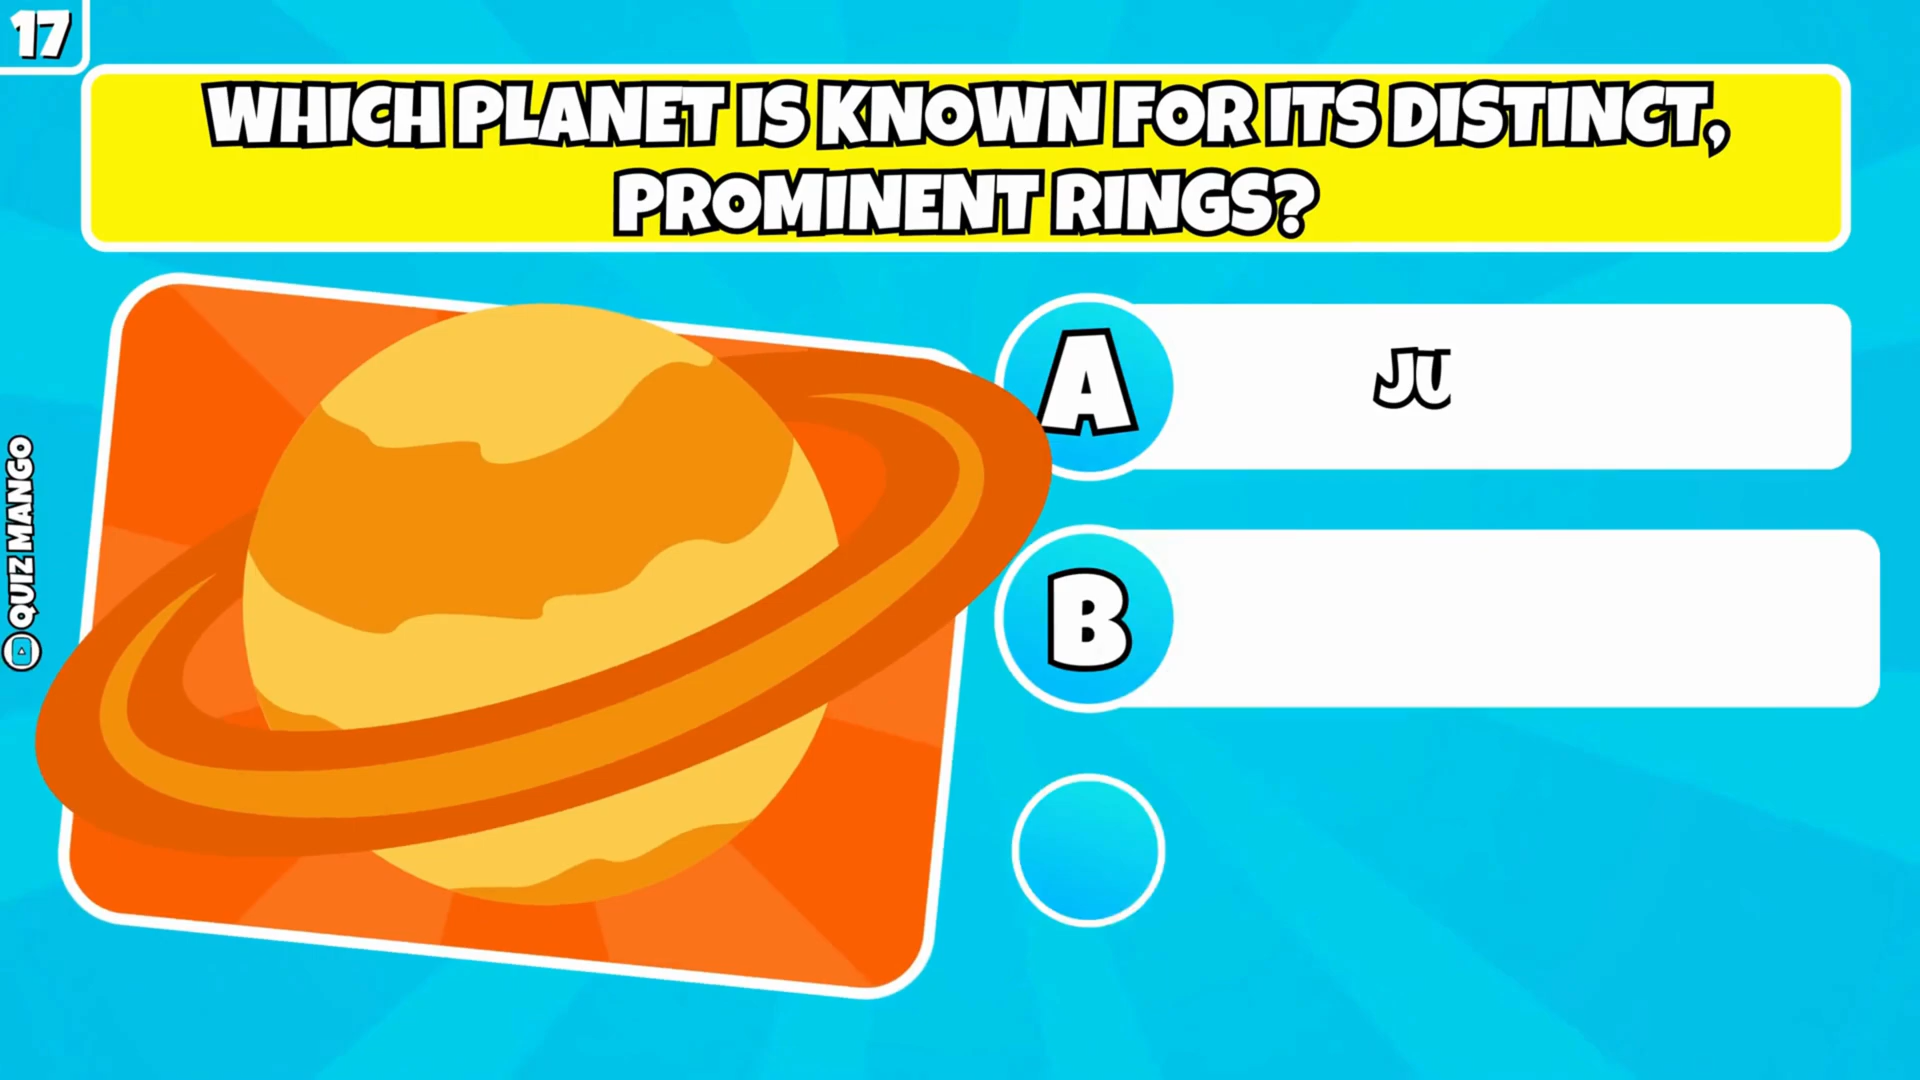 17
WHICH PLANET IS KNOWN FOR ITS DISTINCT,
PROMINENT RINGS?
A
JU
B
QUIZ MANGO